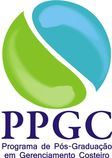 PPGC
Programa de Pós-Graduação
em Gerenciamento Costeiro